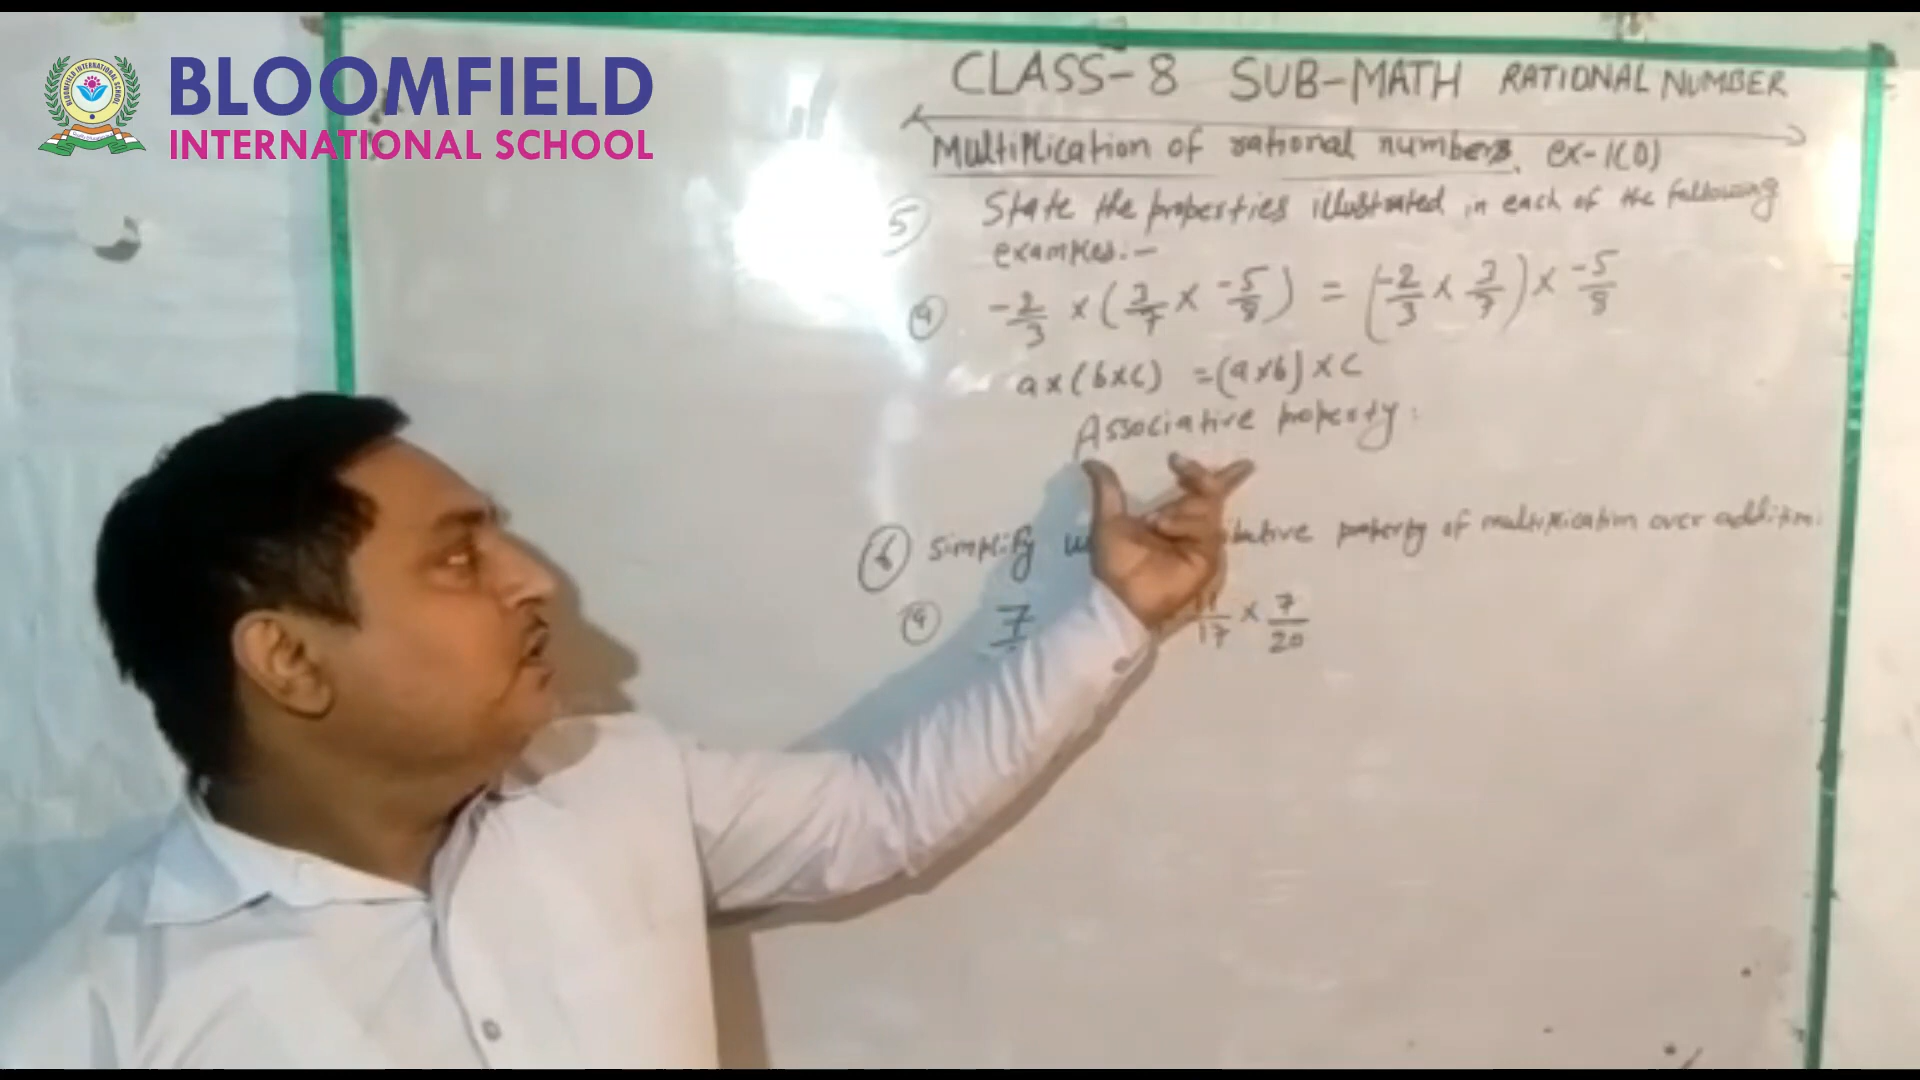 BLOOMFIELD
INTERNATIONAL SCHOOL
CLASS-8 SUB-MATH RATIONAL NUMBER
Multiplication of rational numbers. ex-1(D)
5 State the properties illustrated in each of the following
examples:-
a -2/3 × (3/7 × -5/8) = (-2/3 × 3/7) × -5/8
a×(b×c) =(a×b)×c
Associative property:
6 Simplify property of multiplication over addition:
a 7 11/17 × 7/20